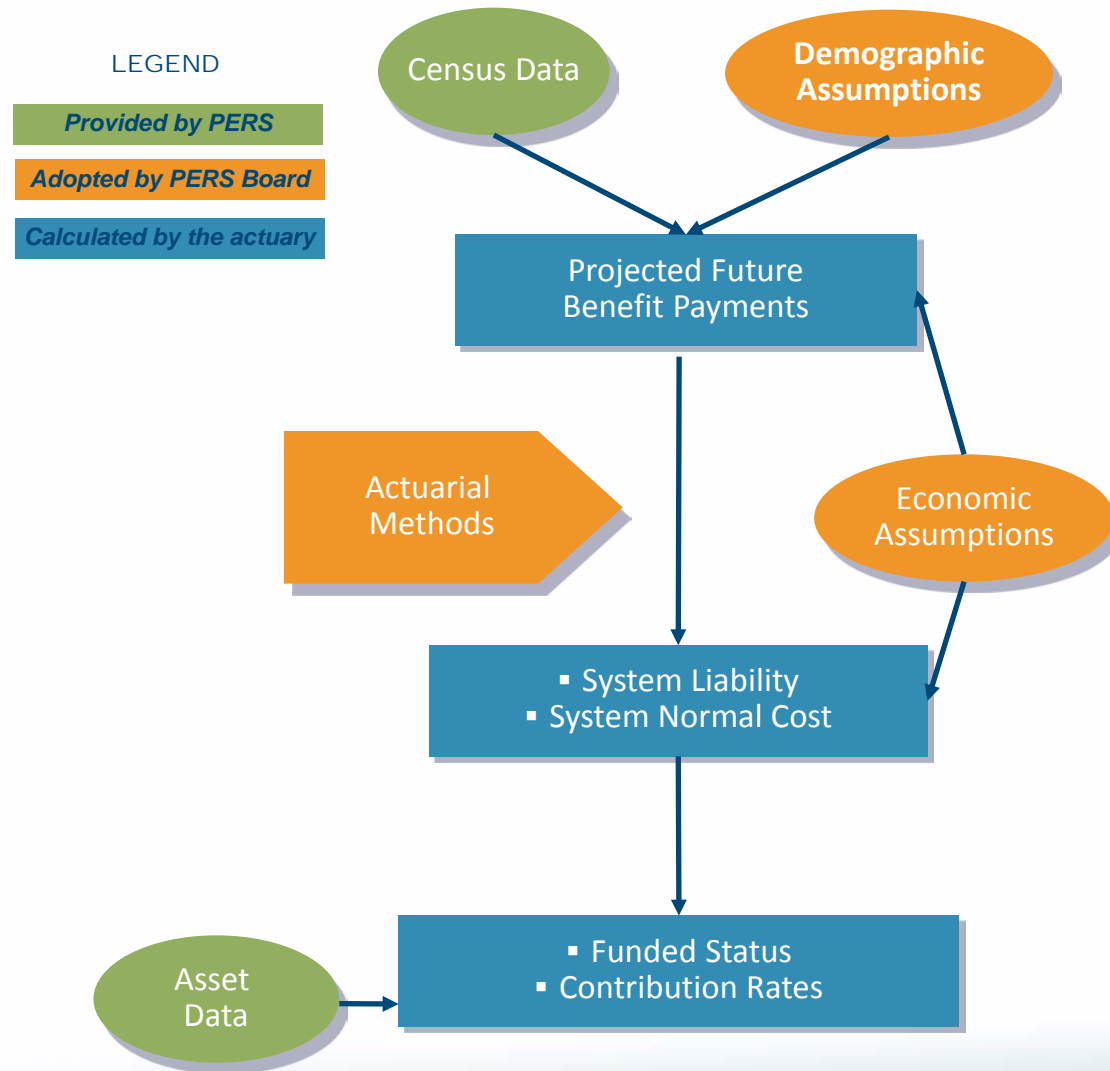 LEGEND
Provided by PERS
Adopted by PERS Board
Calculated by the actuary
Census Data
Demographic
Assumptions
Projected Future
Benefit Payments
Actuarial
Methods
Economic
Assumptions
▪ System Liability
▪ System Normal Cost
Asset
Data
▪ Funded Status
▪ Contribution Rates